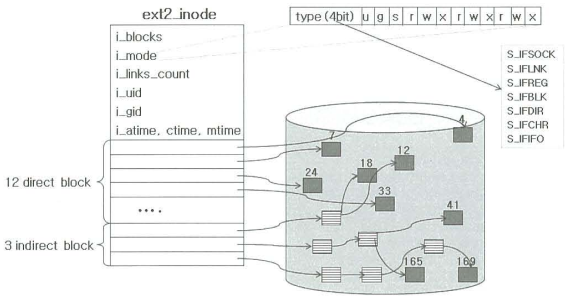 ext2_inode
type (4bit) u g s r w x r w x r w x
i_blocks
i_mode
i_links_count
i_uid
i_gid
i_atime, ctime, mtime
S_IFSOCK
S_IFLNK
S_IFREG
S_IFBLK
S_IFDIR
S_IFCHR
S_IFIFO
7
4
12
18
24
33
12 direct block
....
41
3 indirect block
165
169